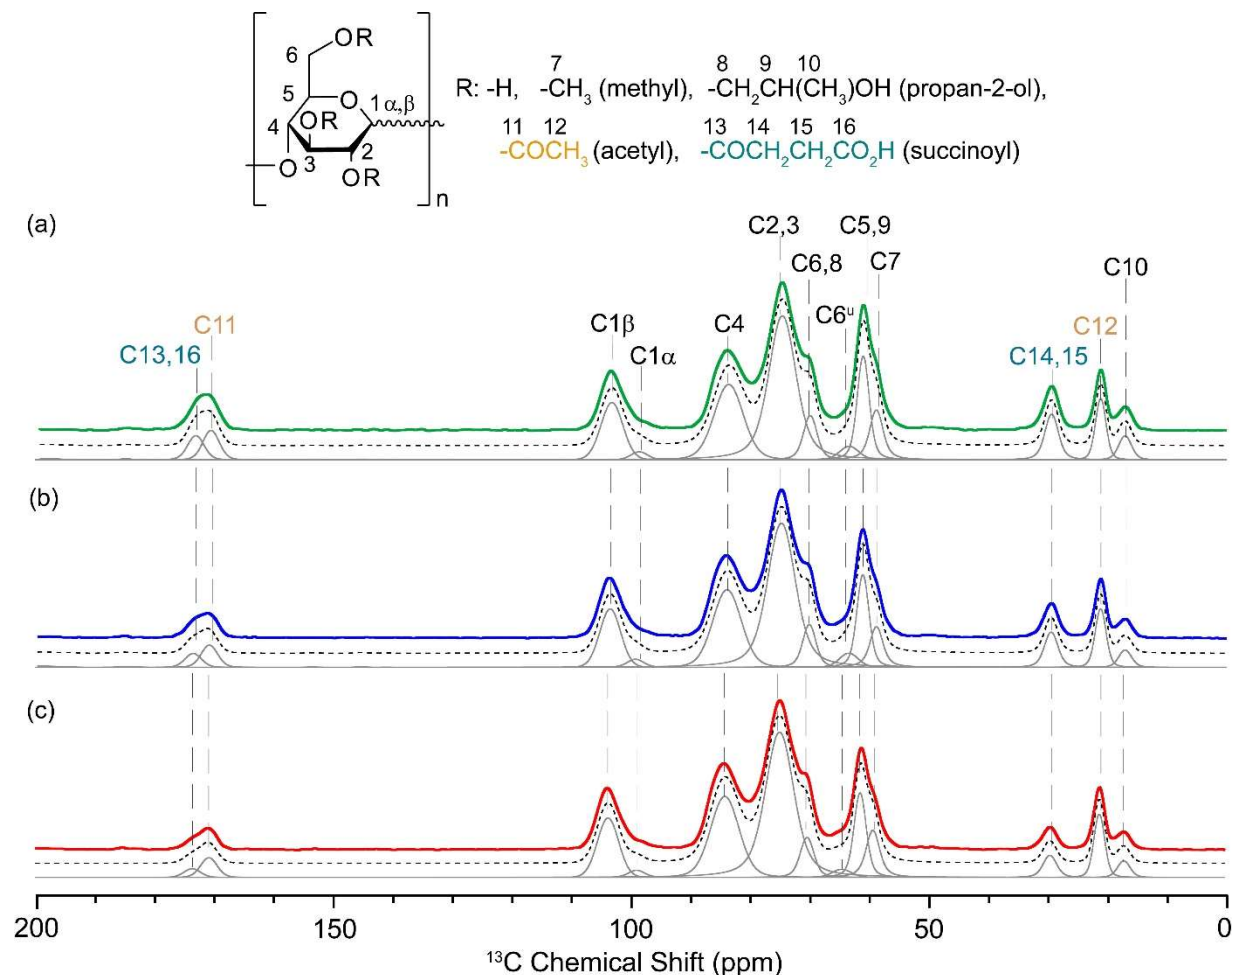 6 OR
5 O 1 α,β
4 OR
3 2
O OR
n
7 8 9 10
R: -H, -CH₃ (methyl), -CH₂CH(CH₃)OH (propan-2-ol),
11 12 13 14 15 16
-COCH₃ (acetyl), -COCH₂CH₂CO₂H (succinoyl)
(a)
C2,3 C5,9
C6,8 C7
C10
C11 C1β C4 C6ᵘ C12
C13,16 C1α C14,15
(b)
(c)
200 150 100 50 0
¹³C Chemical Shift (ppm)